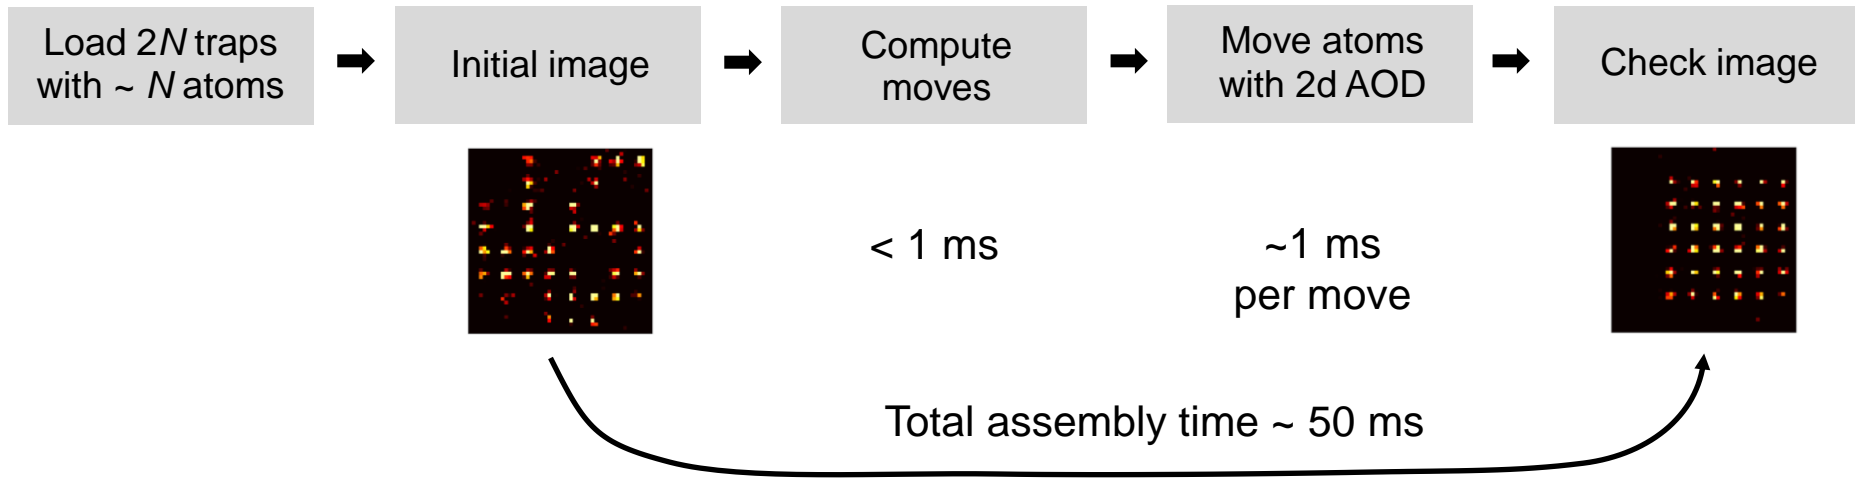 Load 2N traps
with ~ N atoms
Initial image
Compute
moves
Move atoms
with 2d AOD
Check image
< 1 ms
~1 ms
per move
Total assembly time ~ 50 ms